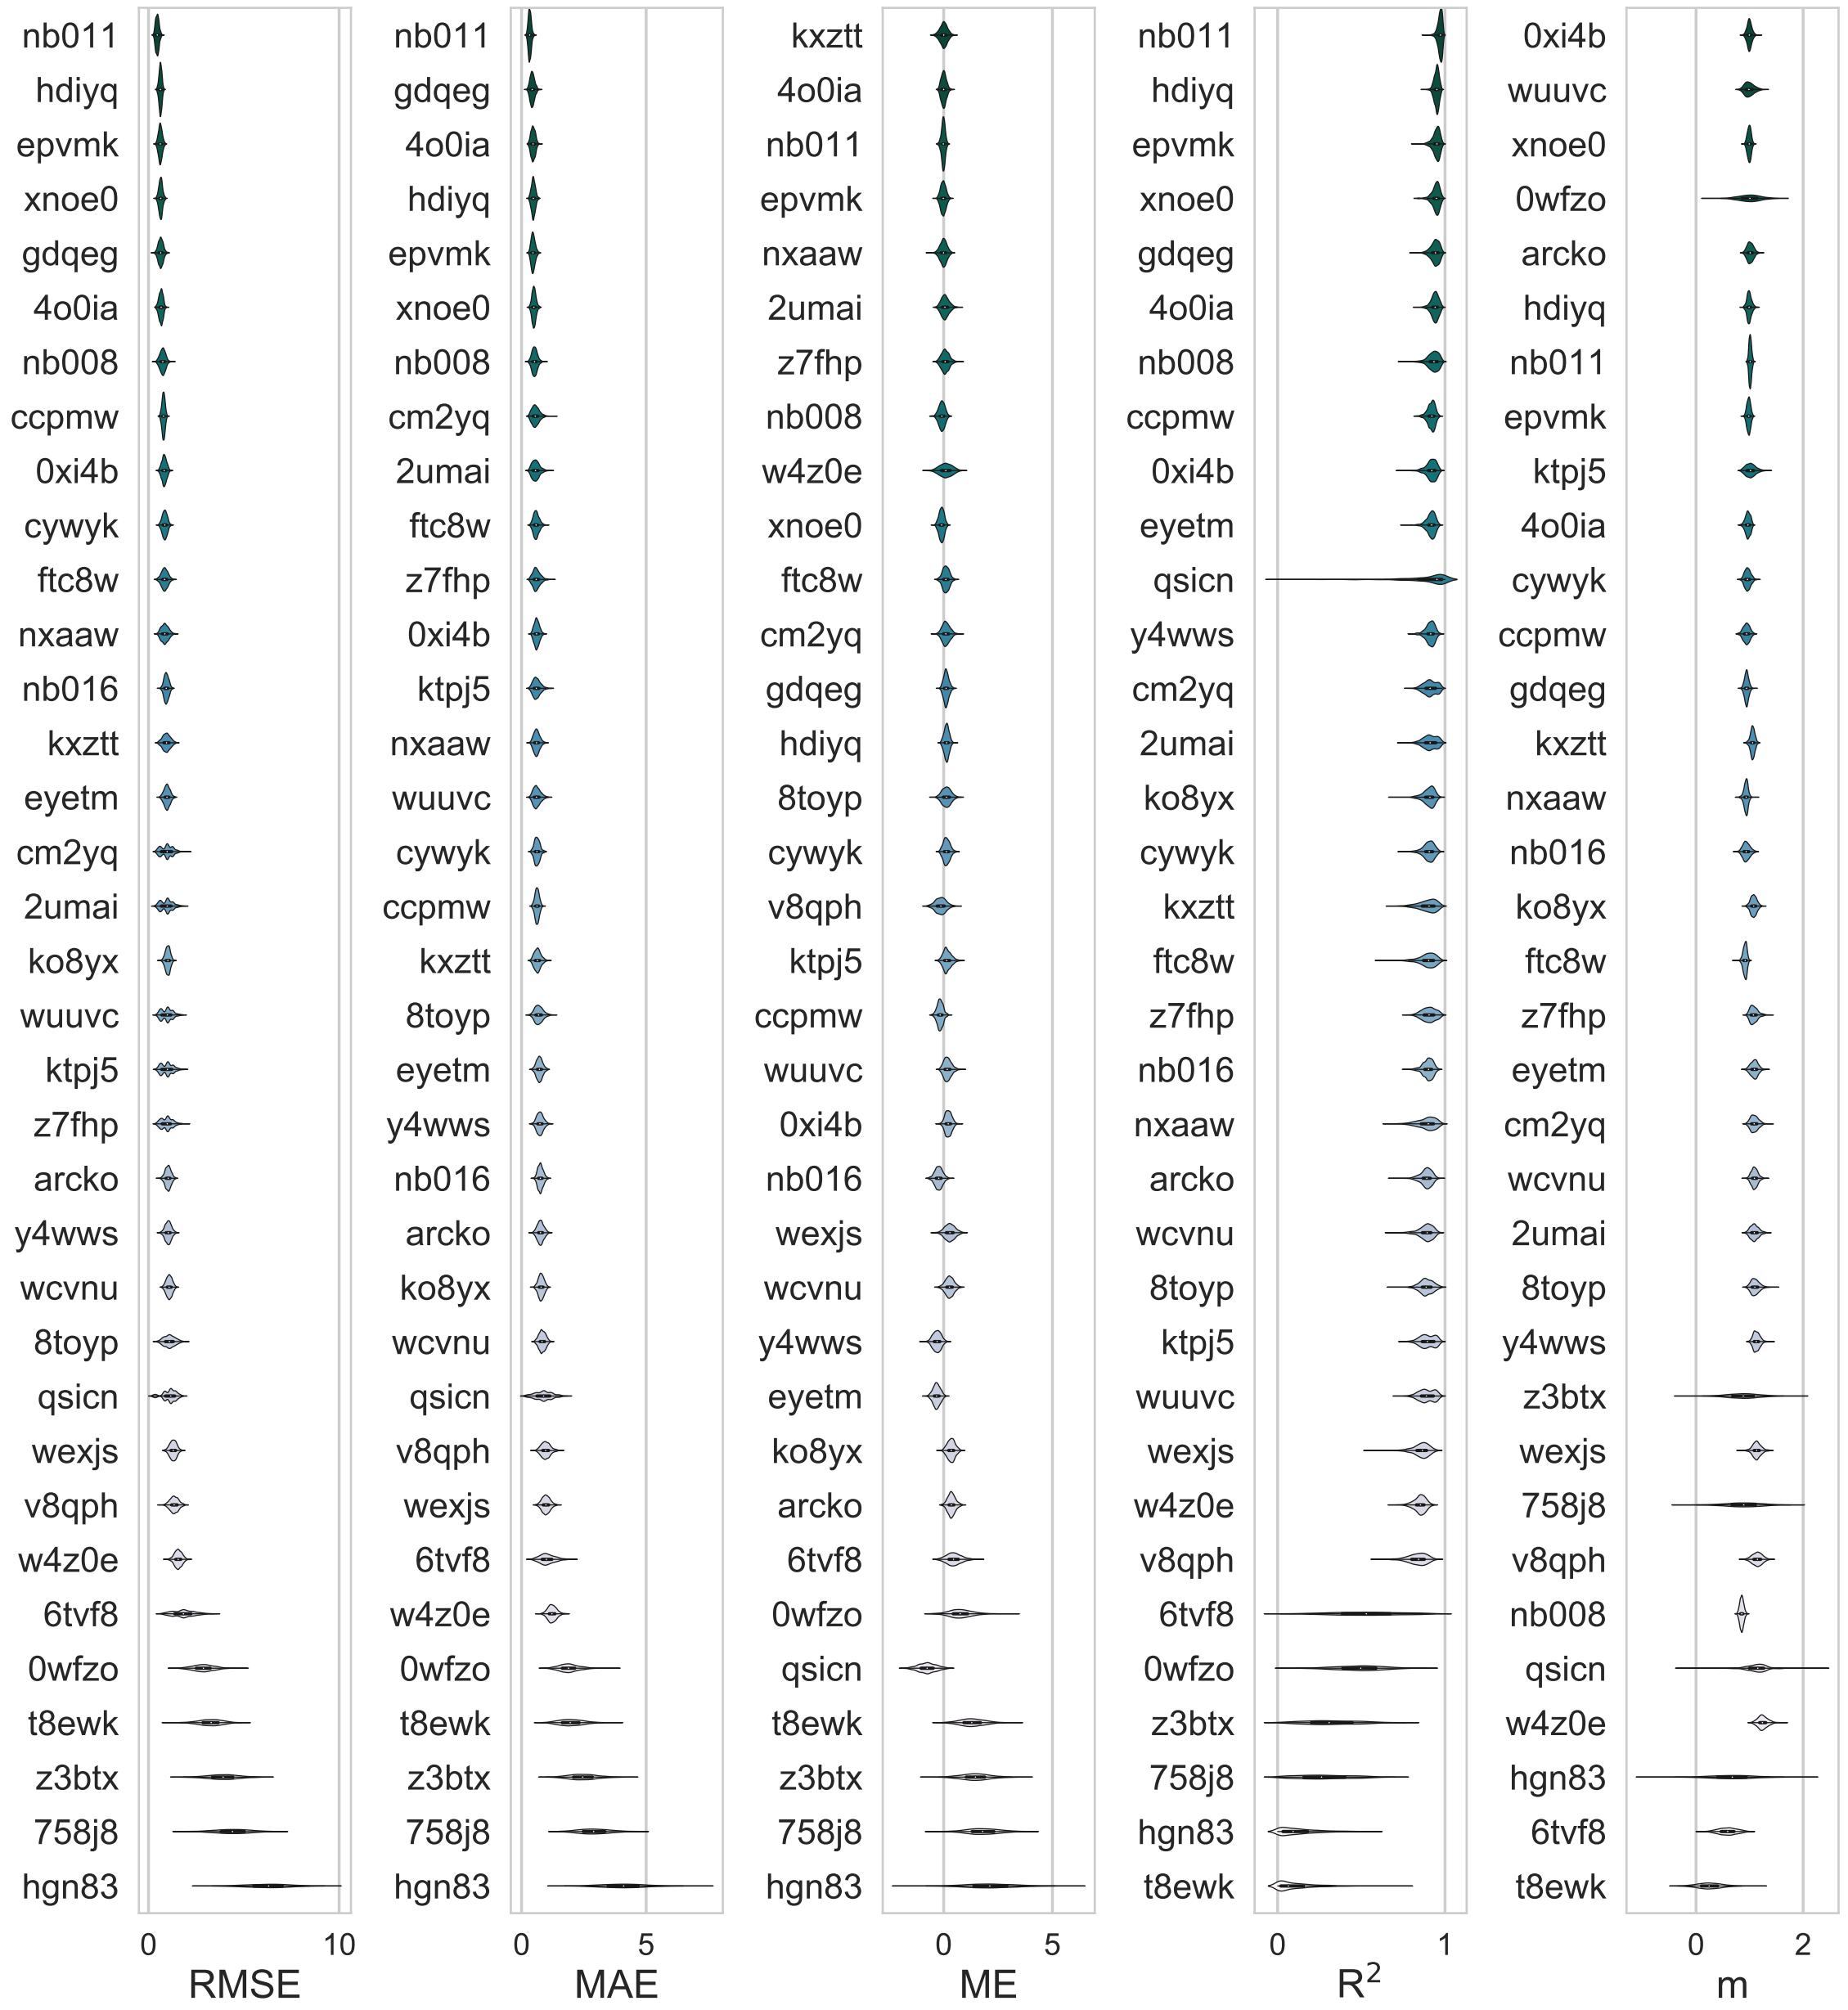 nb011 nb011 kxztt nb011 0xi4b
hdiyq gdqeg 4o0ia hdiyq wuuvc
epvmk 4o0ia nb011 epvmk xnoe0
xnoe0 hdiyq epvmk xnoe0 0wfzo
gdqeg epvmk nxaaw gdqeg arcko
4o0ia xnoe0 2umai 4o0ia hdiyq
nb008 nb008 z7fhp nb008 nb011
ccpmw cm2yq nb008 ccpmw epvmk
0xi4b 2umai w4z0e 0xi4b ktpj5
cywyk ftc8w xnoe0 eyetm 4o0ia
ftc8w z7fhp ftc8w qsicn cywyk
nxaaw 0xi4b cm2yq y4wws ccpmw
nb016 ktpj5 gdqeg cm2yq gdqeg
kxztt nxaaw hdiyq 2umai kxztt
eyetm wuuvc 8toyp ko8yx nxaaw
cm2yq cywyk cywyk cywyk nb016
2umai ccpmw v8qph kxztt ko8yx
ko8yx kxztt ktpj5 ftc8w ftc8w
wuuvc 8toyp ccpmw z7fhp z7fhp
ktpj5 eyetm wuuvc nb016 eyetm
z7fhp y4wws 0xi4b nxaaw cm2yq
arcko nb016 nb016 arcko wcvnu
y4wws arcko wexjs wcvnu 2umai
wcvnu ko8yx wcvnu 8toyp 8toyp
8toyp wcvnu y4wws ktpj5 y4wws
qsicn qsicn eyetm wuuvc z3btx
wexjs v8qph ko8yx wexjs wexjs
v8qph wexjs arcko w4z0e 758j8
w4z0e 6tvf8 6tvf8 v8qph v8qph
6tvf8 w4z0e 0wfzo 6tvf8 nb008
0wfzo 0wfzo qsicn 0wfzo qsicn
t8ewk t8ewk t8ewk z3btx w4z0e
z3btx z3btx z3btx 758j8 hgn83
758j8 758j8 758j8 hgn83 6tvf8
hgn83 hgn83 hgn83 t8ewk t8ewk
0 10 0 5 0 5 0 1 0 2
RMSE MAE ME R² m